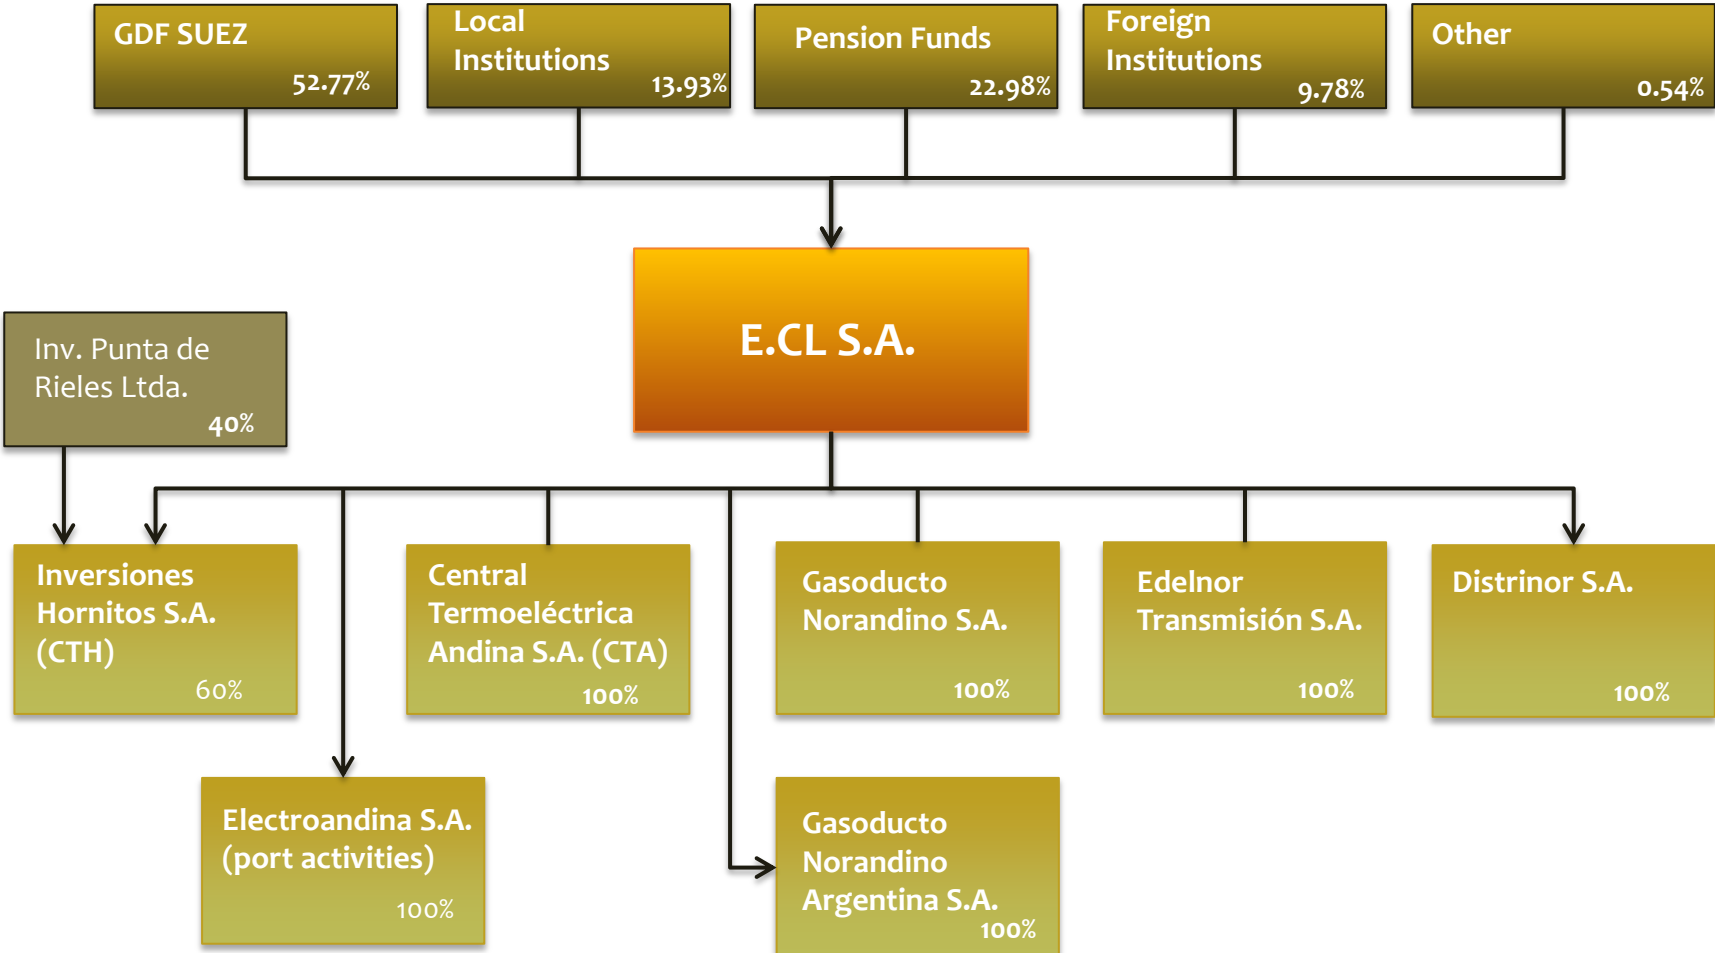 GDF SUEZ
52.77%
Local
Institutions
13.93%
Pension Funds
22.98%
Foreign
Institutions
9.78%
Other
0.54%
E.CL S.A.
Inv. Punta de
Rieles Ltda.
40%
Inversiones
Hornitos S.A.
(CTH)
60%
Central
Termoeléctrica
Andina S.A. (CTA)
100%
Gasoducto
Norandino S.A.
100%
Edelnor
Transmisión S.A.
100%
Distrinor S.A.
100%
Electroandina S.A.
(port activities)
100%
Gasoducto
Norandino
Argentina S.A.
100%